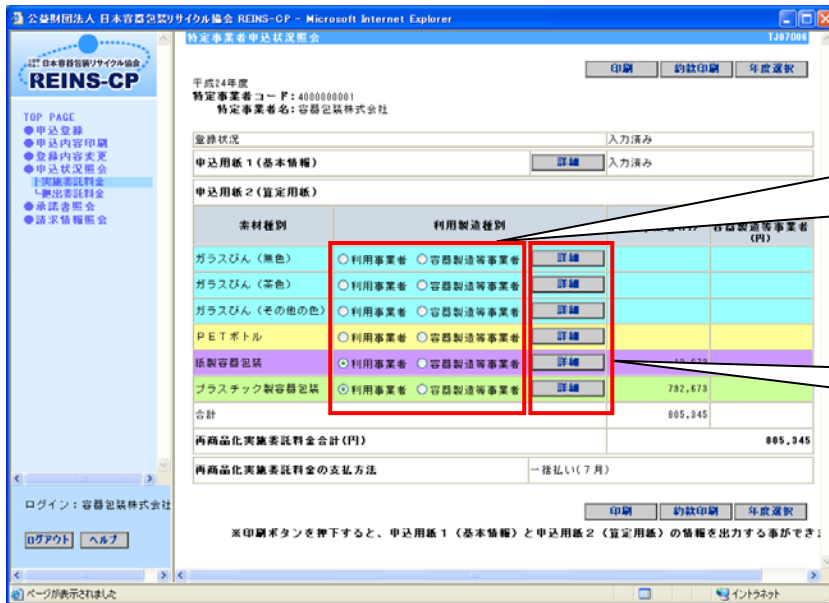 公益財団法人 日本容器包装リサイクル協会 REINS-CP - Microsoft Internet Explorer
日本容器包装リサイクル協会
REINS-CP
TOP PAGE
●申込登録
●申込内容印刷
●登録内容変更
●申込状況照会
├実施委託料金
└拠出委託料金
●承諾書照会
●請求情報照会
ログイン：容器包装株式会社
ログアウト ヘルプ
特定事業者申込状況照会 TJ07006
印刷 約款印刷 年度選択
平成24年度
特定事業者コード：4000000001
特定事業者名：容器包装株式会社
登録状況 入力済み
申込用紙１(基本情報) 詳細 入力済み
申込用紙２(算定用紙)
素材種別 利用製造種別 容器製造等事業者
(円)
ガラスびん（無色） 利用事業者 容器製造等事業者 詳細
ガラスびん（茶色） 利用事業者 容器製造等事業者 詳細
ガラスびん（その他の色） 利用事業者 容器製造等事業者 詳細
ＰＥＴボトル 利用事業者 容器製造等事業者 詳細
紙製容器包装 利用事業者 容器製造等事業者 詳細
プラスチック製容器包装 利用事業者 容器製造等事業者 詳細 792,673
合計 805,345
再商品化実施委託料金合計(円) 805,345
再商品化実施委託料金の支払方法 一括払い(７月)
印刷 約款印刷 年度選択
※印刷ボタンを押下すると、申込用紙１（基本情報）と申込用紙２（算定用紙）の情報を出力する事ができま
ページが表示されました イントラネット